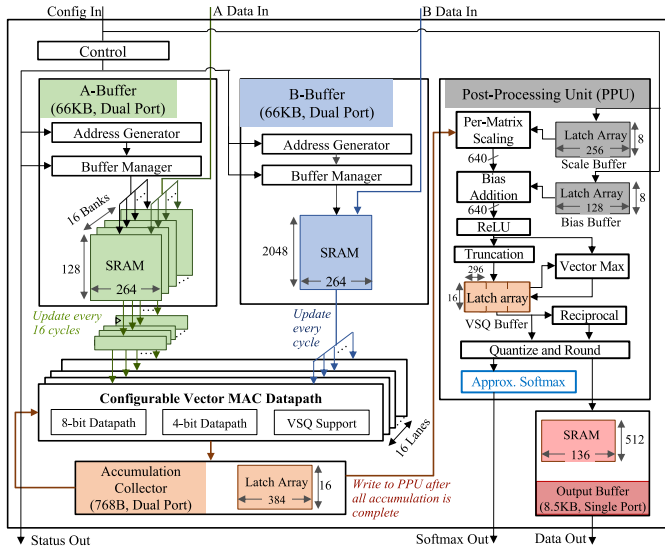 Config In
A Data In
B Data In
Control
A-Buffer
(66KB, Dual Port)
Address Generator
Buffer Manager
16 Banks
128
SRAM
264
Update every
16 cycles
B-Buffer
(66KB, Dual Port)
Address Generator
Buffer Manager
2048
SRAM
264
Update
every
cycle
Post-Processing Unit (PPU)
Per-Matrix
Scaling
Latch Array
256
8
Scale Buffer
640
Bias
Addition
Latch Array
128
8
Bias Buffer
640
ReLU
Truncation
Vector Max
296
16
Latch array
VSQ Buffer
Reciprocal
Quantize and Round
Approx. Softmax
Configurable Vector MAC Datapath
8-bit Datapath
4-bit Datapath
VSQ Support
16 Lanes
Accumulation
Collector
(768B, Dual Port)
Latch Array
384
16
Write to PPU after
all accumulation is
complete
SRAM
136
512
Output Buffer
(8.5KB, Single Port)
Status Out
Softmax Out
Data Out